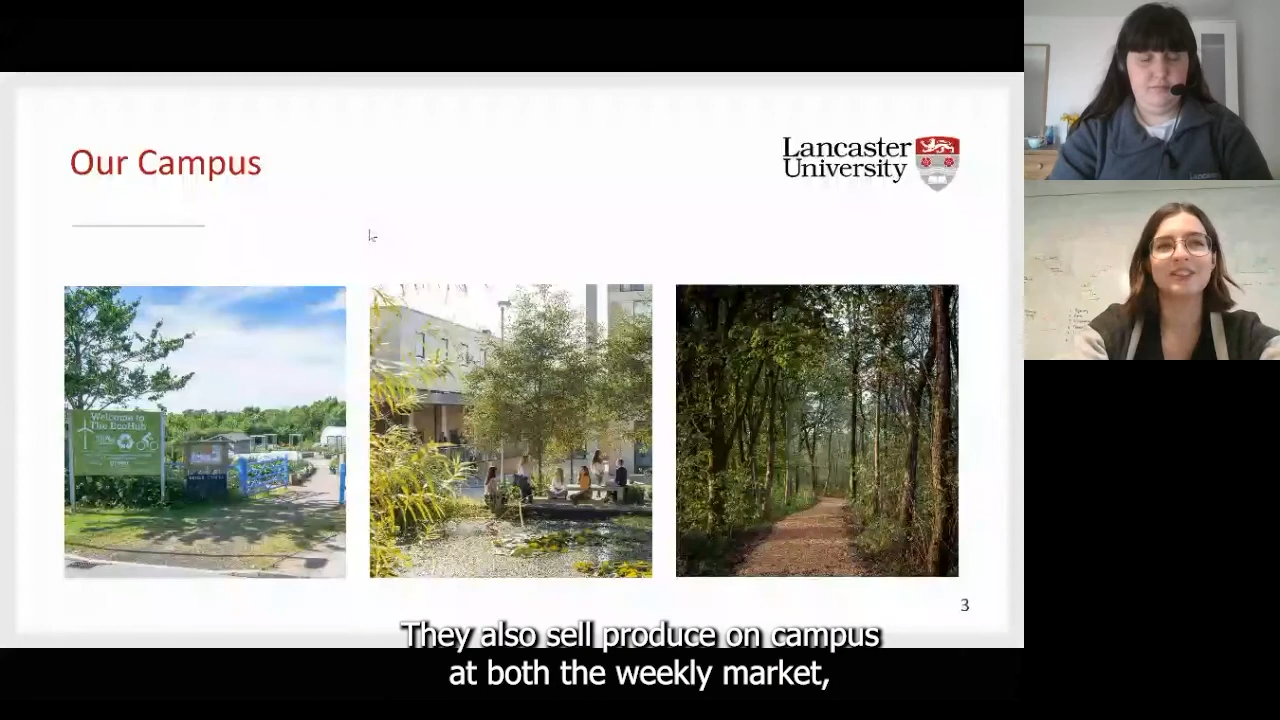 Our Campus
Lancaster
University
Welcome to
The EcoHub
3
They also sell produce on campus
at both the weekly market,